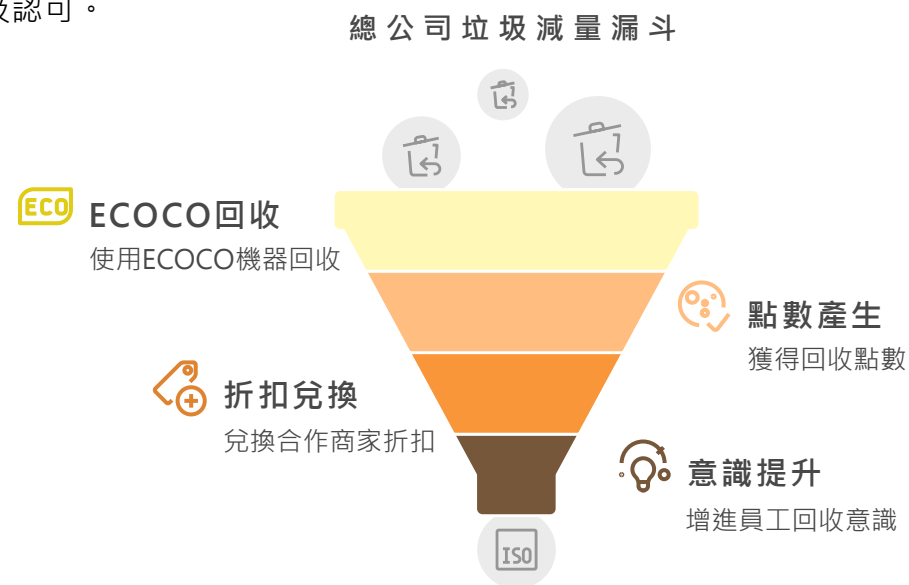 及認可。
總公司垃圾減量漏斗
ECO
ECOCO回收
使用ECOCO機器回收
點數產生
獲得回收點數
折扣兌換
兌換合作商家折扣
意識提升
增進員工回收意識
ISO